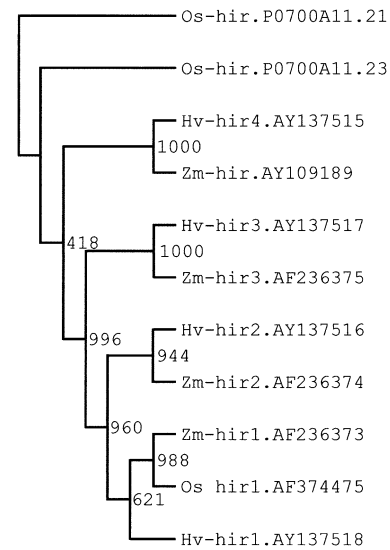 Os-hir.P0700A11.21
Os-hir.P0700A11.23
Hv-hir4.AY137515
1000
Zm-hir.AY109189
Hv-hir3.AY137517
418
1000
Zm-hir3.AF236375
Hv-hir2.AY137516
996
944
Zm-hir2.AF236374
960
Zm-hir1.AF236373
988
Os hir1.AF374475
621
Hv-hir1.AY137518